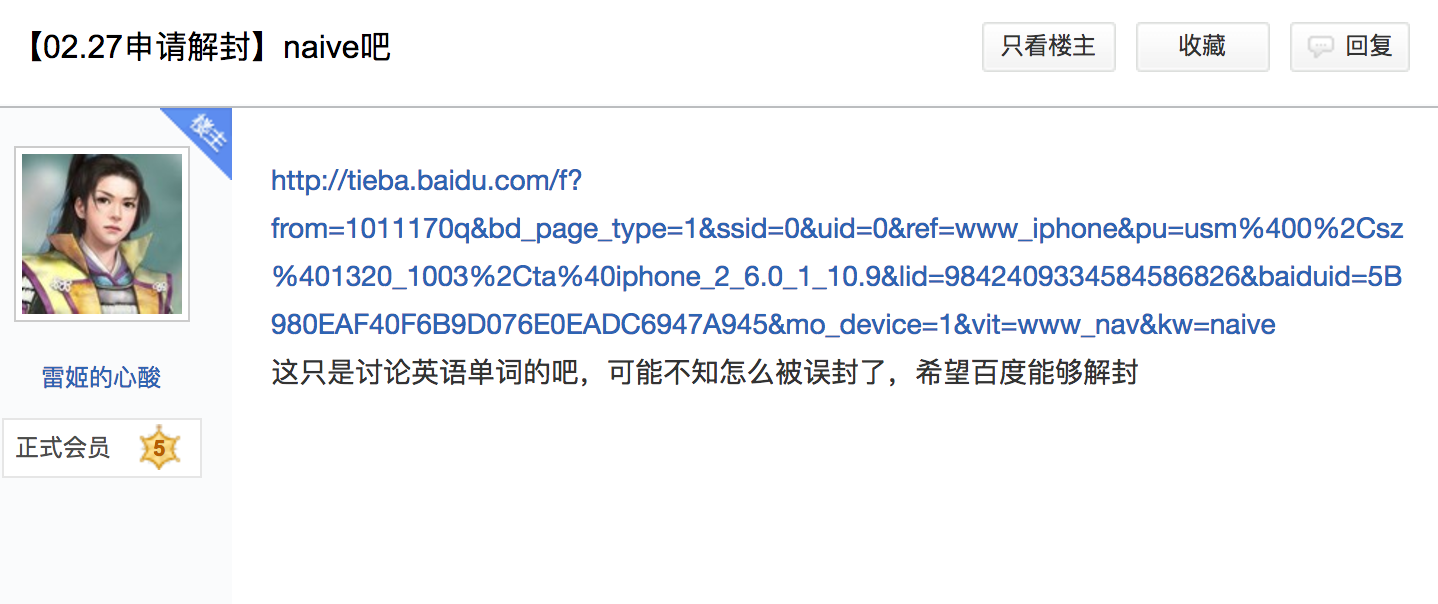 【02.27申请解封】naive吧
只看楼主
收藏
回复
楼主
http://tieba.baidu.com/f?
from=1011170q&bd_page_type=1&ssid=0&uid=0&ref=www_iphone&pu=usm%400%2Csz
%401320_1003%2Cta%40iphone_2_6.0_1_10.9&lid=9842409334584586826&baiduid=5B
980EAF40F6B9D076E0EADC6947A945&mo_device=1&vit=www_nav&kw=naive
这只是讨论英语单词的吧，可能不知怎么被误封了，希望百度能够解封
雷姬的心酸
正式会员 5